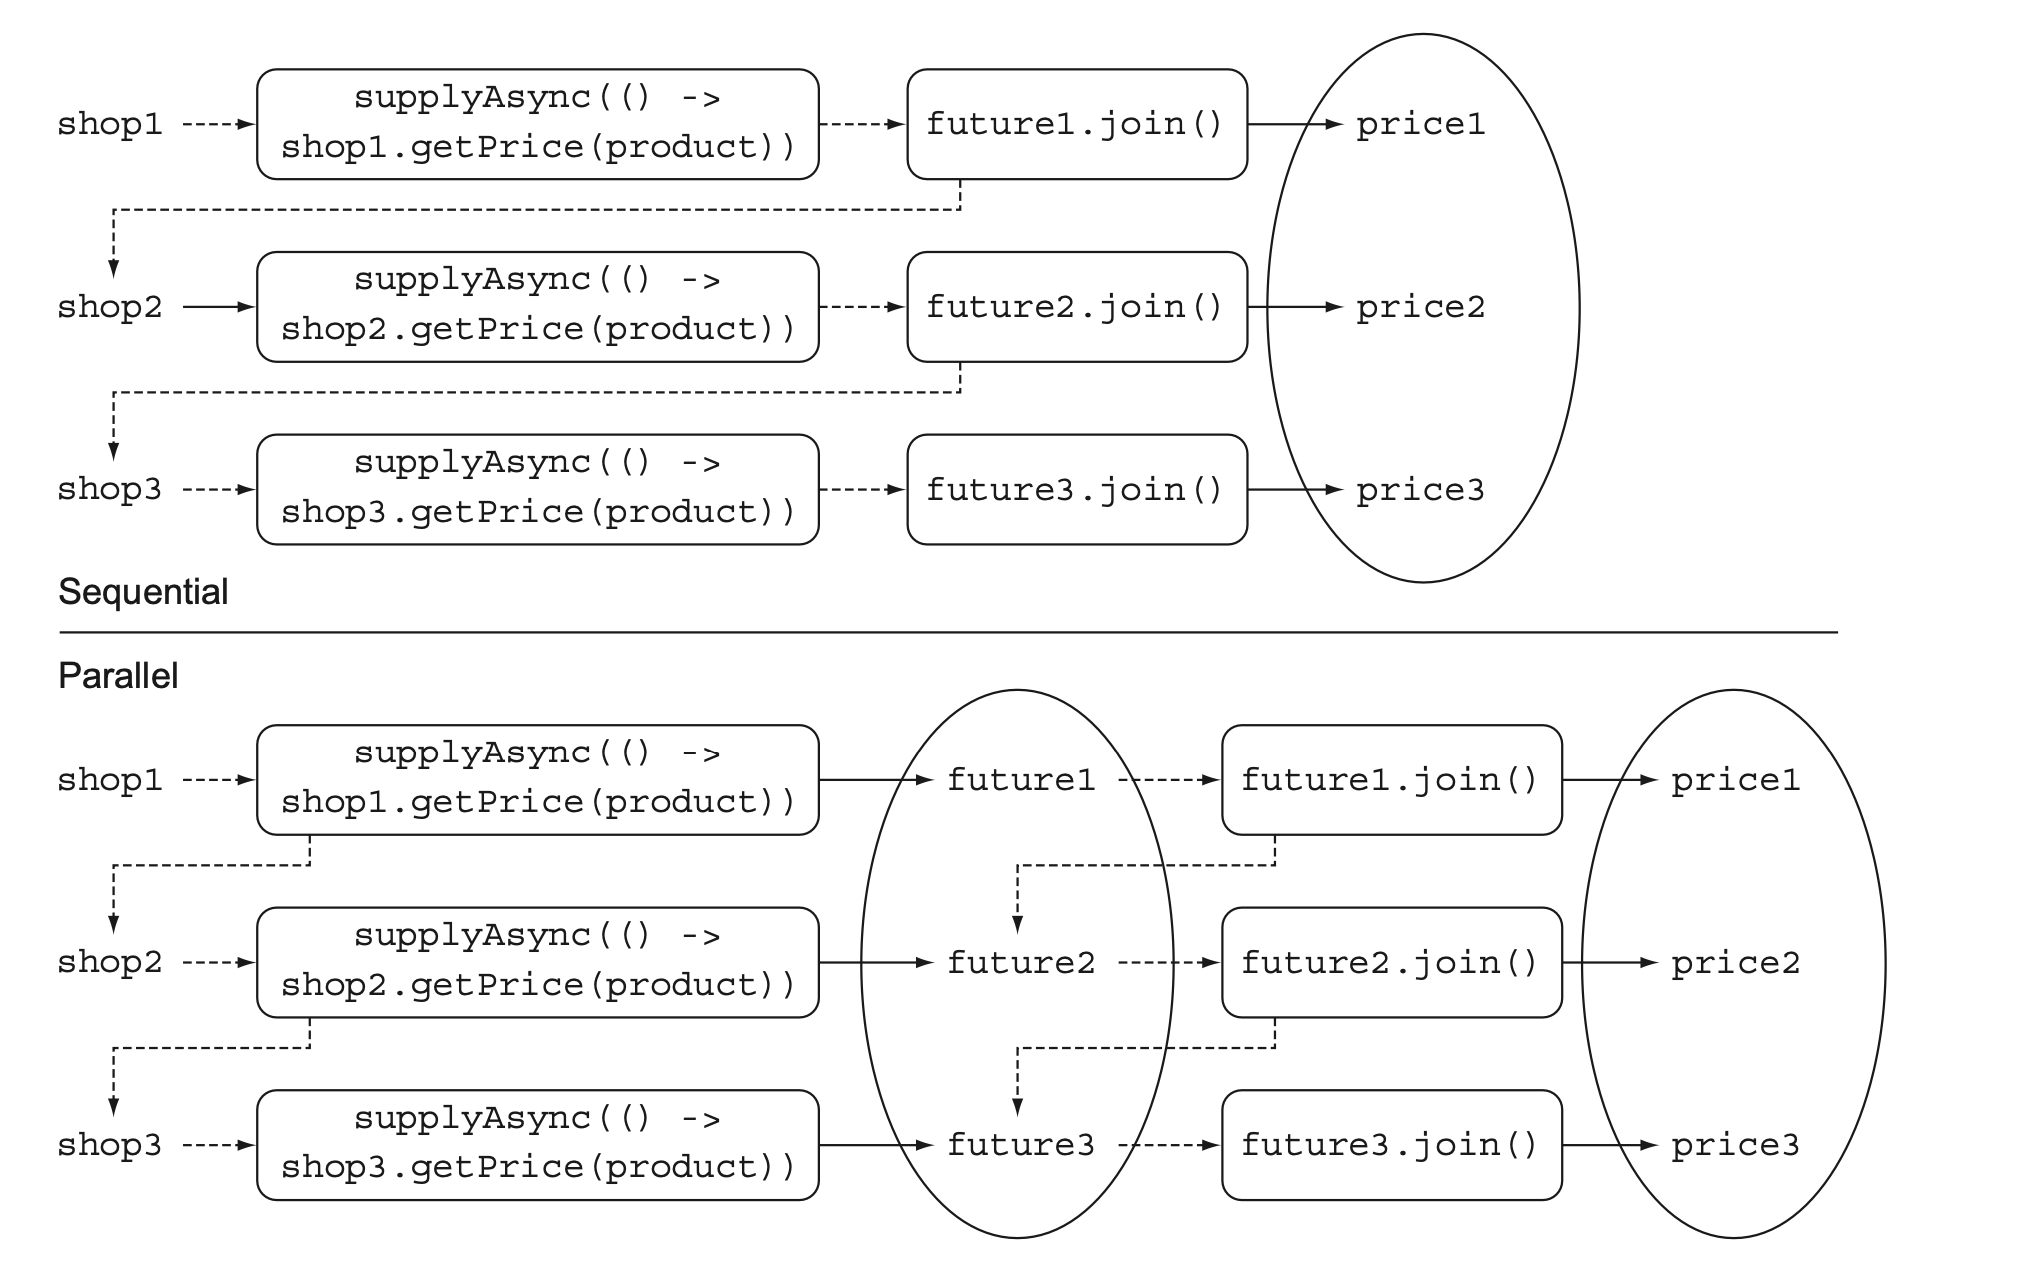 shop1
supplyAsync(() ->
shop1.getPrice(product))
future1.join()
price1
shop2
supplyAsync(() ->
shop2.getPrice(product))
future2.join()
price2
shop3
supplyAsync(() ->
shop3.getPrice(product))
future3.join()
price3
Sequential
Parallel
shop1
supplyAsync(() ->
shop1.getPrice(product))
future1
future1.join()
price1
shop2
supplyAsync(() ->
shop2.getPrice(product))
future2
future2.join()
price2
shop3
supplyAsync(() ->
shop3.getPrice(product))
future3
future3.join()
price3